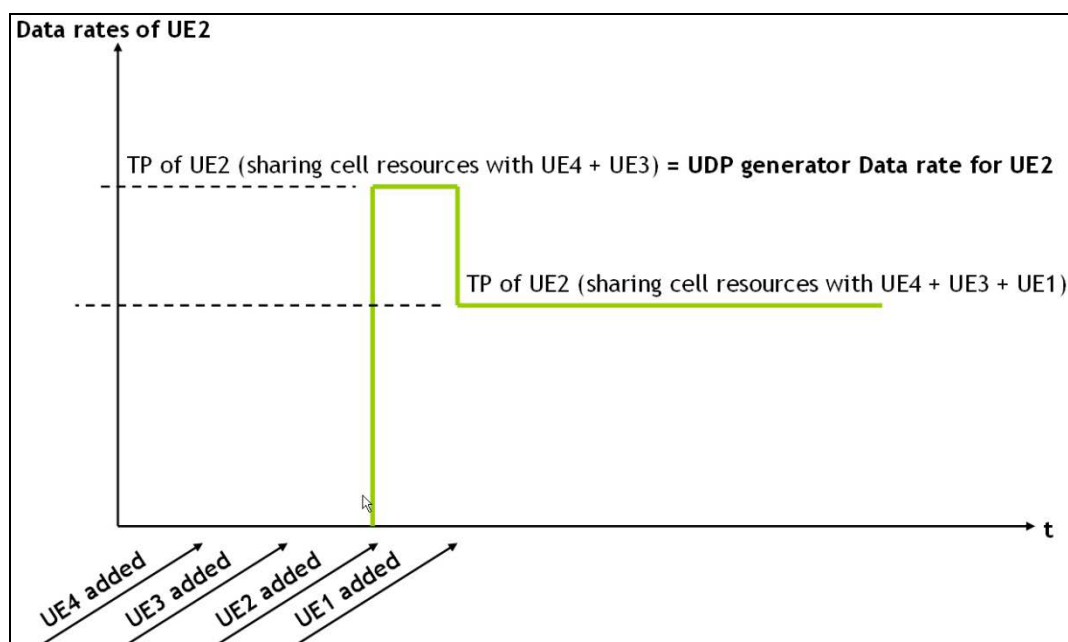 Data rates of UE2
TP of UE2 (sharing cell resources with UE4 + UE3) = UDP generator Data rate for UE2
TP of UE2 (sharing cell resources with UE4 + UE3 + UE1)
t
UE4 added
UE3 added
UE2 added
UE1 added